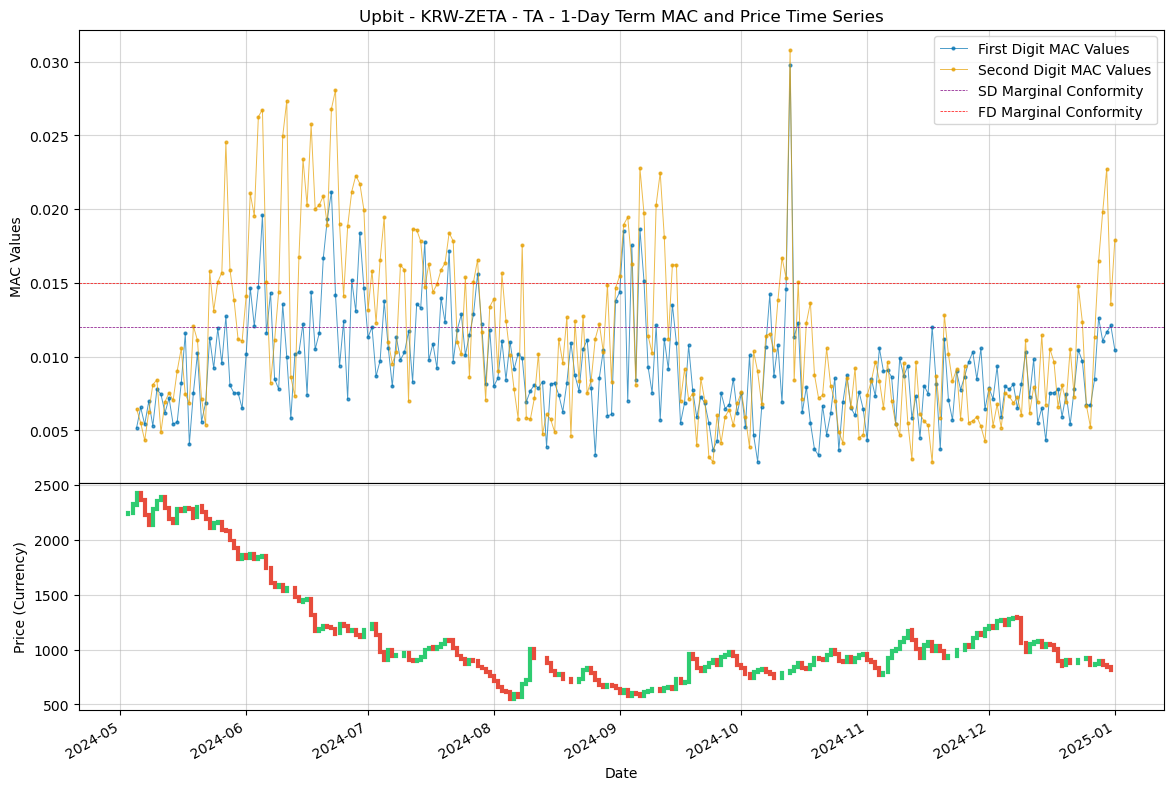 Upbit - KRW-ZETA - TA - 1-Day Term MAC and Price Time Series
First Digit MAC Values
Second Digit MAC Values
SD Marginal Conformity
FD Marginal Conformity
MAC Values
0.030
0.025
0.020
0.015
0.010
0.005
Price (Currency)
2500
2000
1500
1000
500
2024-05
2024-06
2024-07
2024-08
2024-09
2024-10
2024-11
2024-12
2025-01
Date